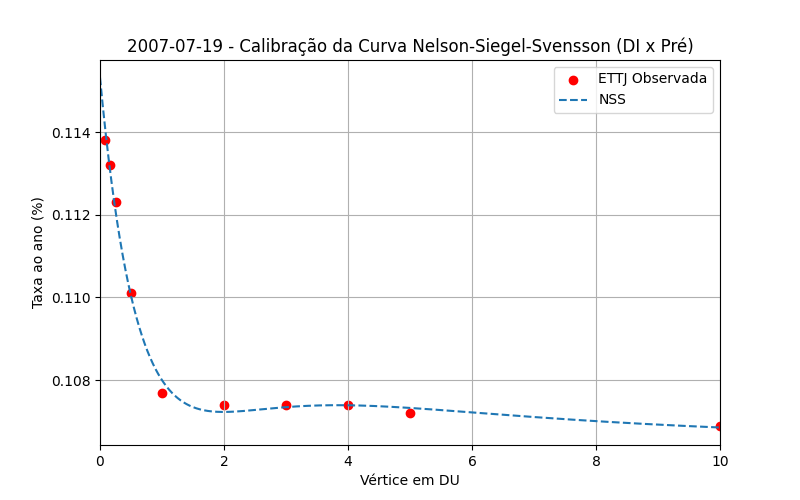 2007-07-19 - Calibração da Curva Nelson-Siegel-Svensson (DI x Pré)
ETTJ Observada
NSS
Taxa ao ano (%)
0.114
0.112
0.110
0.108
0 2 4 6 8 10
Vértice em DU